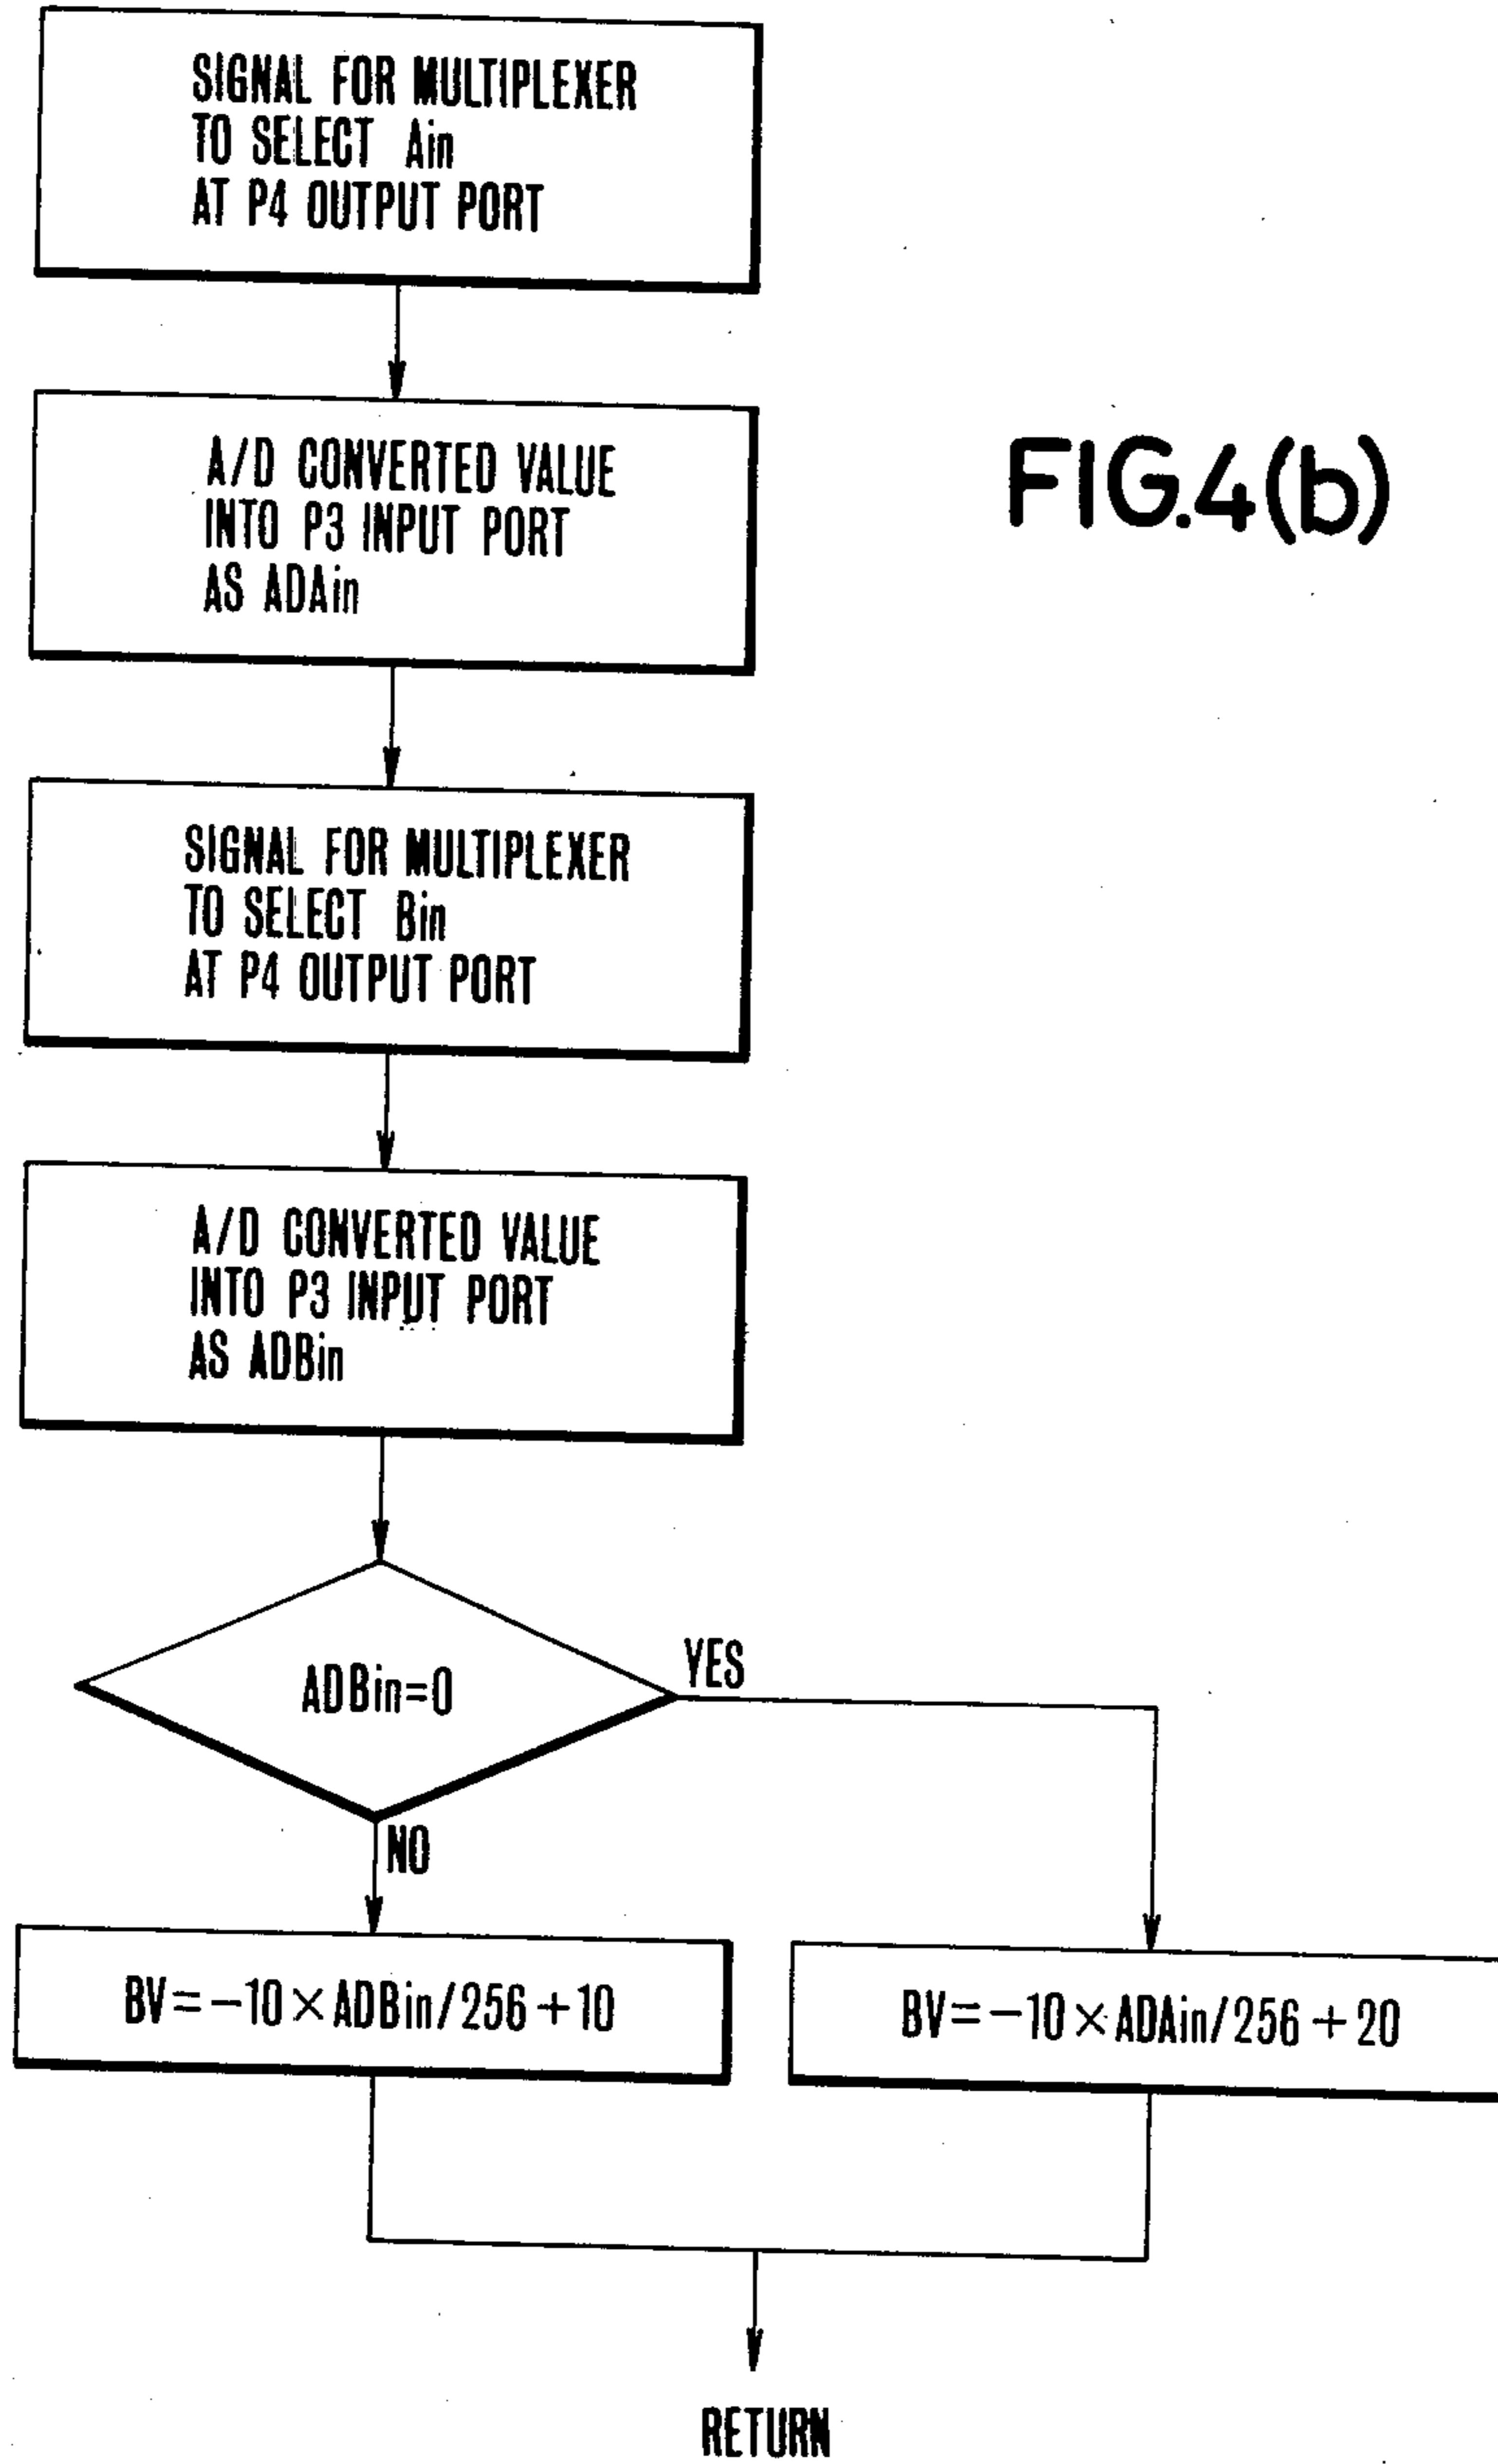 SIGNAL FOR MULTIPLEXER
TO SELECT Ain
AT P4 OUTPUT PORT
A/D CONVERTED VALUE
INTO P3 INPUT PORT
AS ADAin
FIG.4(b)
SIGNAL FOR MULTIPLEXER
TO SELECT Bin
AT P4 OUTPUT PORT
A/D CONVERTED VALUE
INTO P3 INPUT PORT
AS ADBin
ADBin=0
YES
NO
BV=-10×ADBin/256+10
BV=-10×ADAin/256+20
RETURN